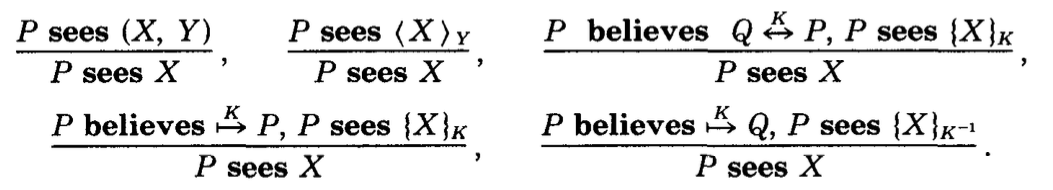 P sees (X, Y) P sees ⟨X⟩_Y P believes Q ↔^K P, P sees {X}_K
P sees X , P sees X , P sees X ,
P believes ↦^K P, P sees {X}_K P believes ↦^K Q, P sees {X}_{K^{-1}}
P sees X , P sees X .